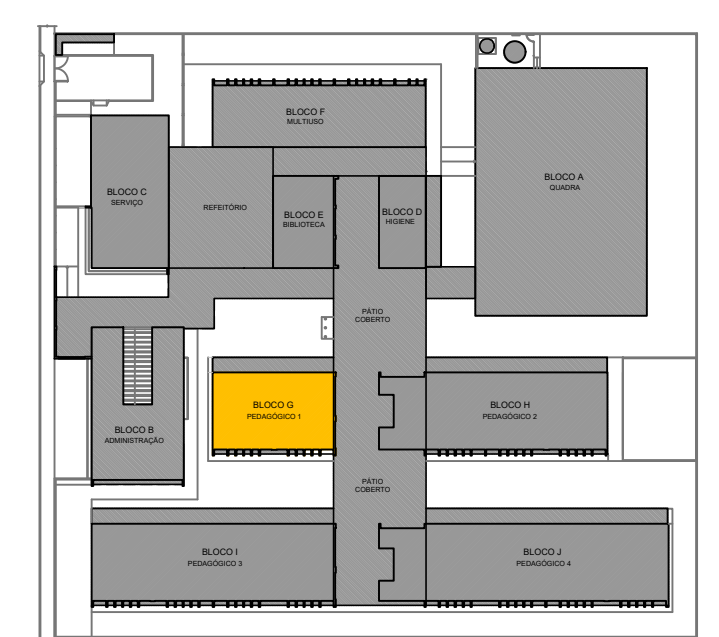 BLOCO F
MULTIUSO
BLOCO A
QUADRA
BLOCO C
SERVIÇO
REFEITÓRIO
BLOCO E
BIBLIOTECA
BLOCO D
HIGIENE
PÁTIO
COBERTO
BLOCO G
PEDAGÓGICO 1
BLOCO H
PEDAGÓGICO 2
BLOCO B
ADMINISTRAÇÃO
PÁTIO
COBERTO
BLOCO I
PEDAGÓGICO 3
BLOCO J
PEDAGÓGICO 4